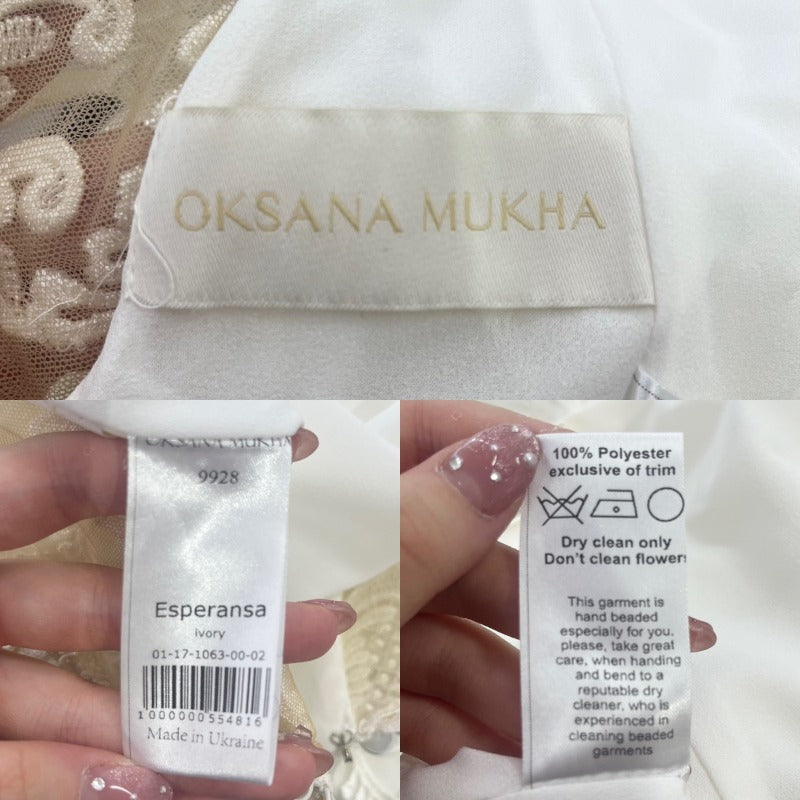 OKSANA MUKHA
OKSANA MUKHA
9928
Esperansa
ivory
01-17-1063-00-02
1000000554816
Made in Ukraine
100% Polyester
exclusive of trim
Dry clean only
Don't clean flowers
This garment is
hand beaded
especially for you,
please, take great
care, when handing
and bend to a
reputable dry
cleaner, who is
experienced in
cleaning beaded
garments